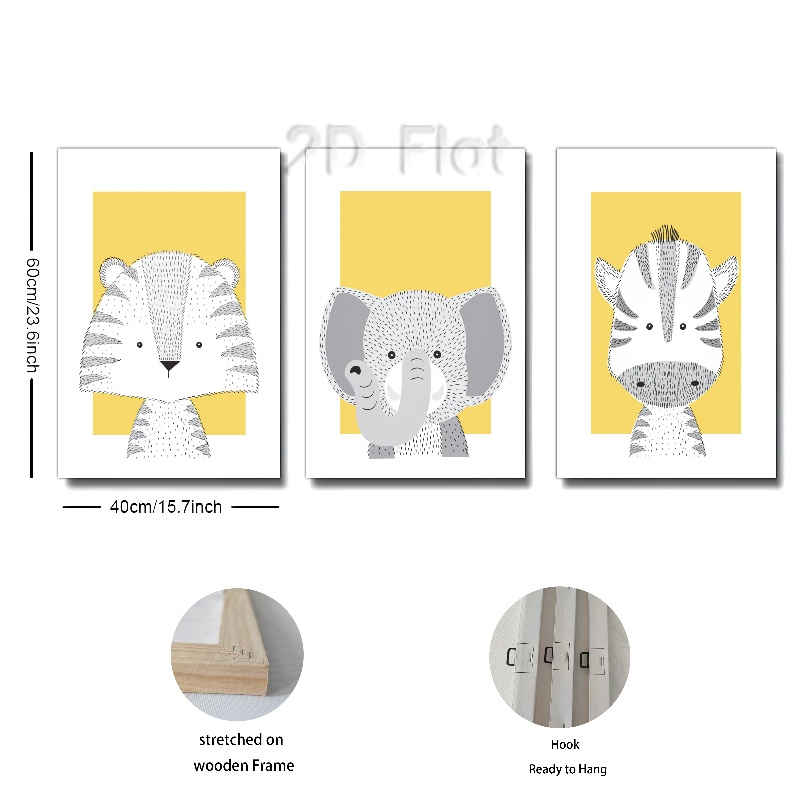 2D Flat
60cm/23.6inch
40cm/15.7inch
stretched on
wooden Frame
Hook
Ready to Hang